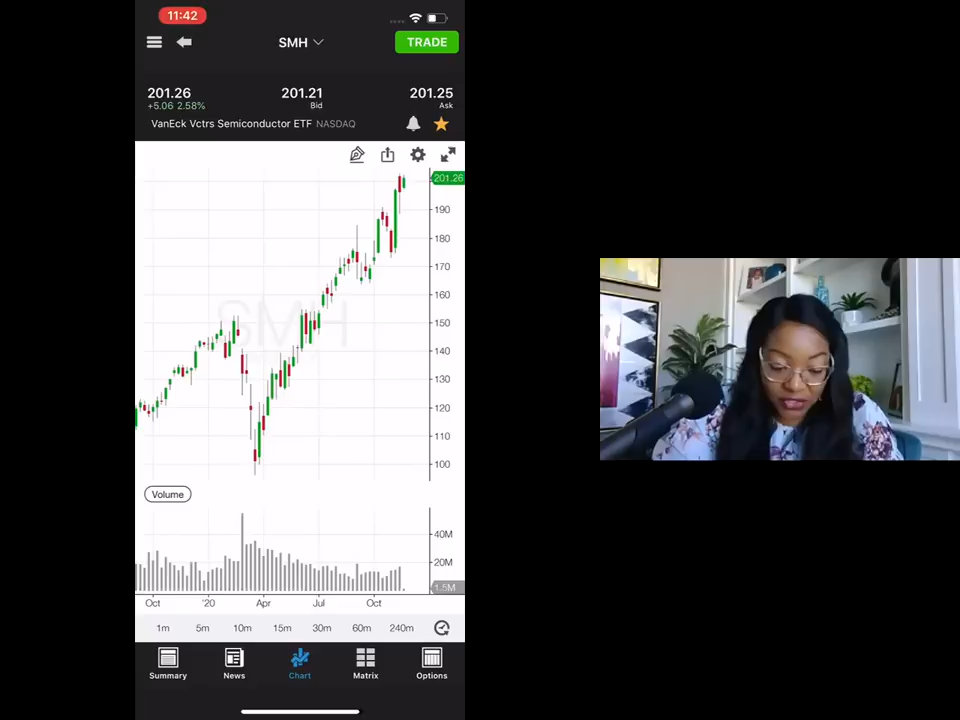 11:42
SMH
TRADE
201.26 201.21 201.25
+5.06 2.58% Bid Ask
VanEck Vctrs Semiconductor ETF NASDAQ
201.26
190
180
170
160
SMH
150
140
130
120
110
100
Volume
40M
20M
1.5M
Oct '20 Apr Jul Oct
1m 5m 10m 15m 30m 60m 240m
Summary News Chart Matrix Options